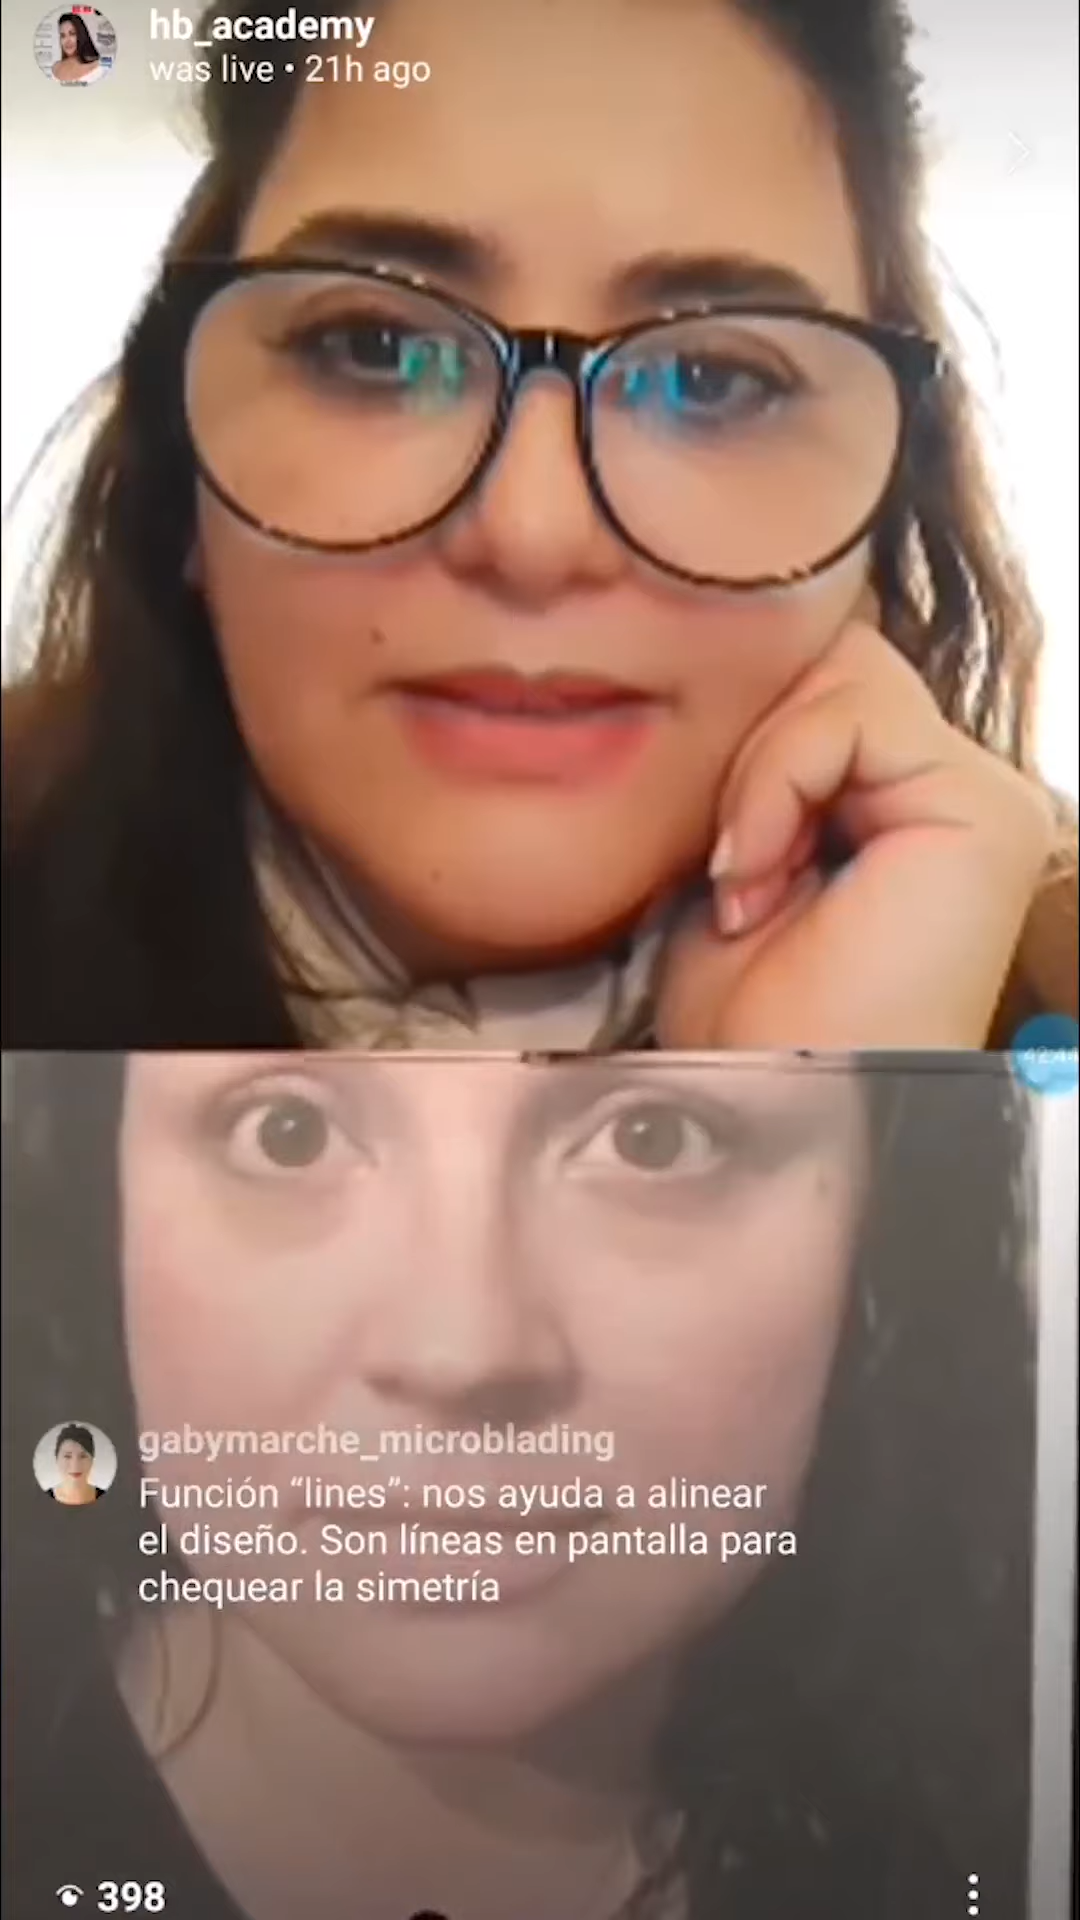 hb_academy
was live • 21h ago
gabymarche_microblading
Función “lines”: nos ayuda a alinear
el diseño. Son líneas en pantalla para
chequear la simetría
398